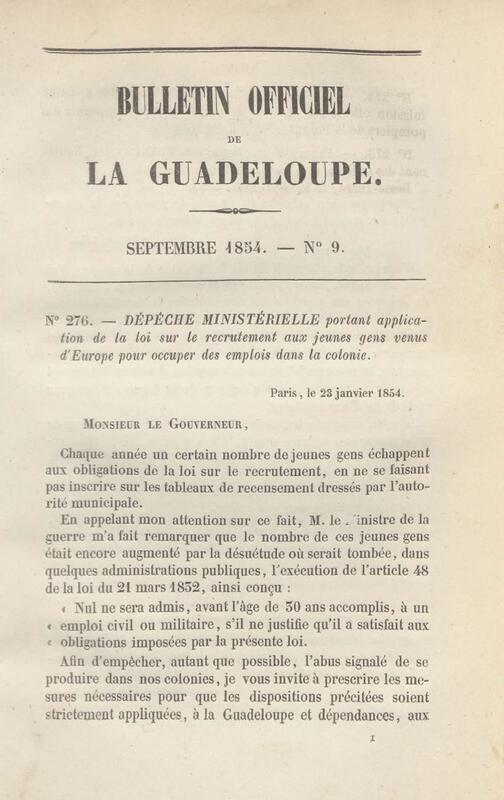 BULLETIN OFFICIEL
DE
LA GUADELOUPE.
SEPTEMBRE 1854. — N° 9.
N° 276. — DÉPÊCHE MINISTÉRIELLE portant applica-
tion de la loi sur le recrutement aux jeunes gens venus
d'Europe pour occuper des emplois dans la colonie.
Paris, le 23 janvier 1854.
MONSIEUR LE GOUVERNEUR,
Chaque année un certain nombre de jeunes gens échappent
aux obligations de la loi sur le recrutement, en ne se faisant
pas inscrire sur les tableaux de recensement dressés par l'auto-
rité municipale.
En appelant mon attention sur ce fait, M. le .inistre de la
guerre m'a fait remarquer que le nombre de ces jeunes gens
était encore augmenté par la désuétude où serait tombée, dans
quelques administrations publiques, l'exécution de l'article 48
de la loi du 21 mars 1832, ainsi conçu :
« Nul ne sera admis, avant l'âge de 30 ans accomplis, à un
« emploi civil ou militaire, s'il ne justifie qu'il a satisfait aux
« obligations imposées par la présente loi.
Afin d'empêcher, autant que possible, l'abus signalé de se
produire dans nos colonies, je vous invite à prescrire les me-
sures nécessaires pour que les dispositions précitées soient
strictement appliquées, à la Guadeloupe et dépendances, aux
1